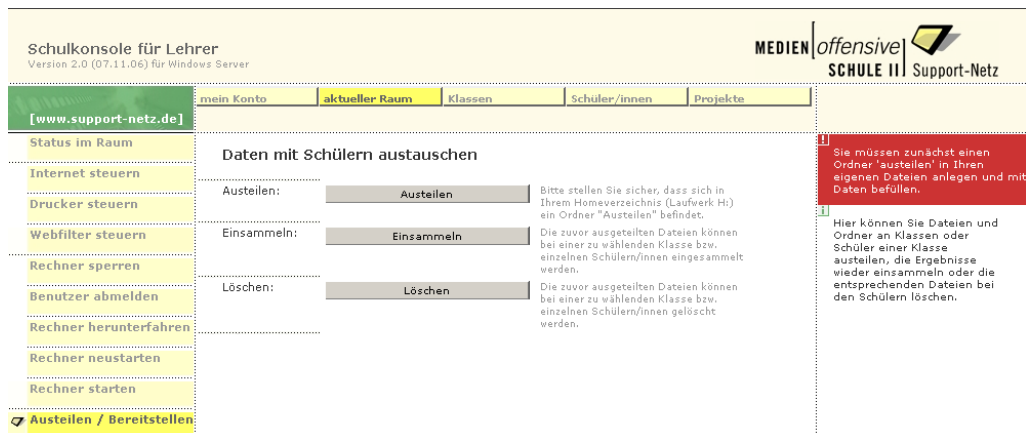 Schulkonsole für Lehrer
Version 2.0 (07.11.06) für Windows Server
MEDIEN offensive
SCHULE II Support-Netz
[www.support-netz.de]
mein Konto
aktueller Raum
Klassen
Schüler/innen
Projekte
Status im Raum
Internet steuern
Drucker steuern
Webfilter steuern
Rechner sperren
Benutzer abmelden
Rechner herunterfahren
Rechner neustarten
Rechner starten
Austeilen / Bereitstellen
Daten mit Schülern austauschen
Austeilen:
Austeilen
Bitte stellen Sie sicher, dass sich in
Ihrem Homeverzeichnis (Laufwerk H:)
ein Ordner "Austeilen" befindet.
Einsammeln:
Einsammeln
Die zuvor ausgeteilten Dateien können
bei einer zu wählenden Klasse bzw.
einzelnen Schülern/innen eingesammelt
werden.
Löschen:
Löschen
Die zuvor ausgeteilten Dateien können
bei einer zu wählenden Klasse bzw.
einzelnen Schülern/innen gelöscht
werden.
!
Sie müssen zunächst einen
Ordner 'austeilen' in Ihren
eigenen Dateien anlegen und mit
Daten befüllen.
i
Hier können Sie Dateien und
Ordner an Klassen oder
Schüler einer Klasse
austeilen, die Ergebnisse
wieder einsammeln oder die
entsprechenden Dateien bei
den Schülern löschen.